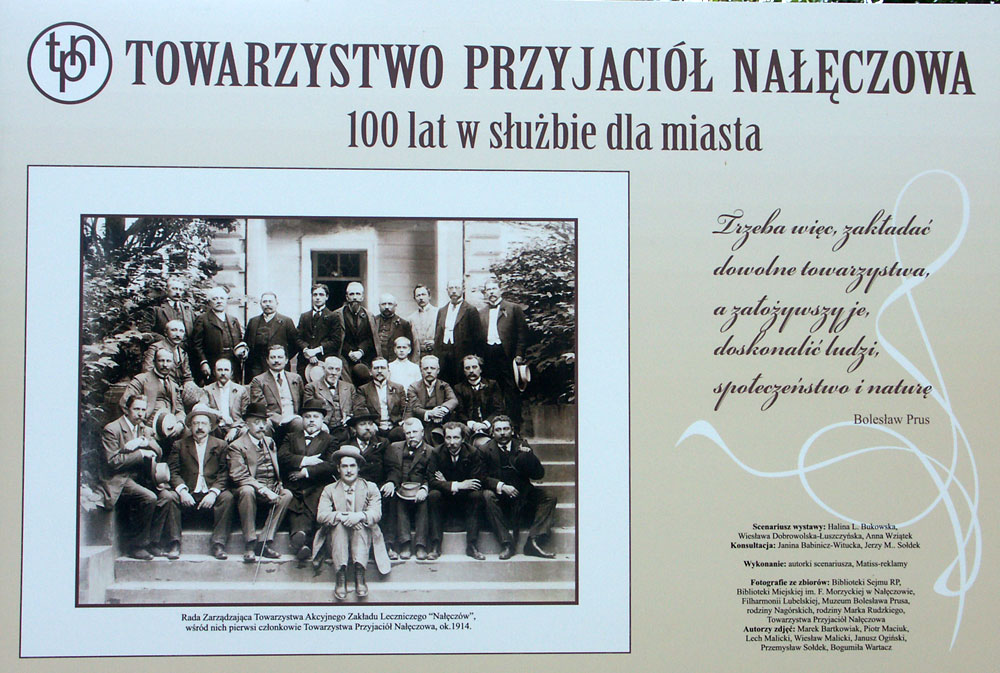 tpn
TOWARZYSTWO PRZYJACIÓŁ NAŁĘCZOWA
100 lat w służbie dla miasta
Trzeba więc, zakładać
dowolne towarzystwa,
a założywszy je,
doskonalić ludzi,
społeczeństwo i naturę
Bolesław Prus
Rada Zarządzająca Towarzystwa Akcyjnego Zakładu Leczniczego “Nałęczów”,
wśród nich pierwsi członkowie Towarzystwa Przyjaciół Nałęczowa, ok.1914.
Scenariusz wystawy: Halina L. Bukowska,
Wiesława Dobrowolska-Łuszczyńska, Anna Wziątek
Konsultacja: Janina Babinicz-Witucka, Jerzy M.. Sołdek
Wykonanie: autorki scenariusza, Matiss-reklamy
Fotografie ze zbiorów: Biblioteki Sejmu RP,
Biblioteki Miejskiej im. F. Morzyckiej w Nałęczowie,
Filharmonii Lubelskiej, Muzeum Bolesława Prusa,
rodziny Nagórskich, rodziny Marka Rudzkiego,
Towarzystwa Przyjaciół Nałęczowa
Autorzy zdjęć: Marek Bartkowiak, Piotr Maciuk,
Lech Malicki, Wiesław Malicki, Janusz Ogiński,
Przemysław Sołdek, Bogumiła Wartacz